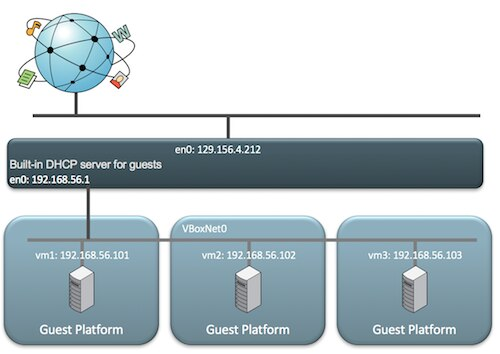 W
en0: 129.156.4.212
Built-in DHCP server for guests
en0: 192.168.56.1
VBoxNet0
vm1: 192.168.56.101
vm2: 192.168.56.102
vm3: 192.168.56.103
Guest Platform
Guest Platform
Guest Platform